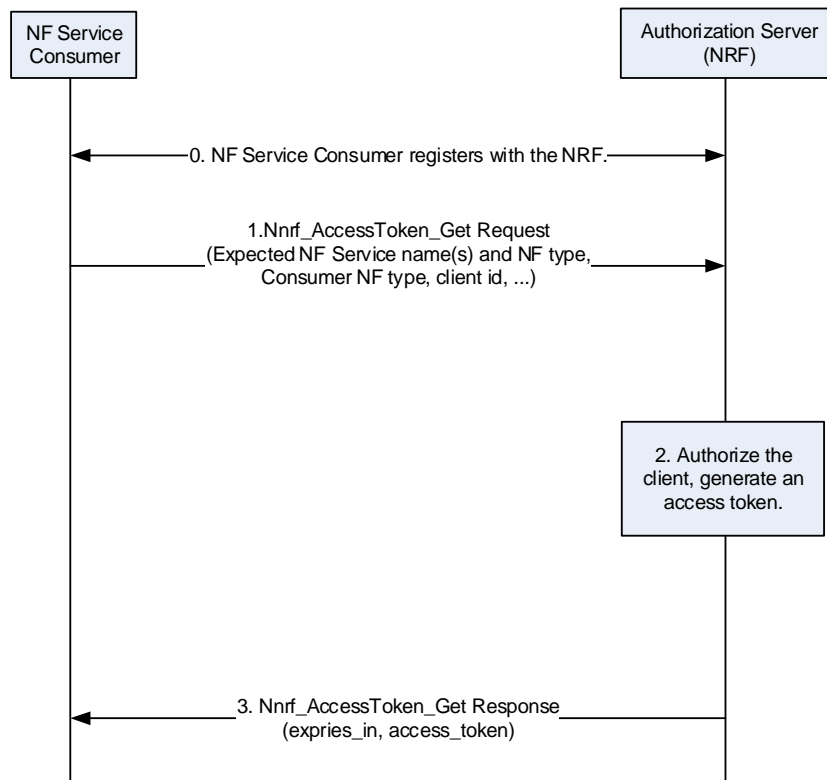 NF Service
Consumer
Authorization Server
(NRF)
0. NF Service Consumer registers with the NRF.
1.Nnrf_AccessToken_Get Request
(Expected NF Service name(s) and NF type,
Consumer NF type, client id, ...)
2. Authorize the
client, generate an
access token.
3. Nnrf_AccessToken_Get Response
(expries_in, access_token)